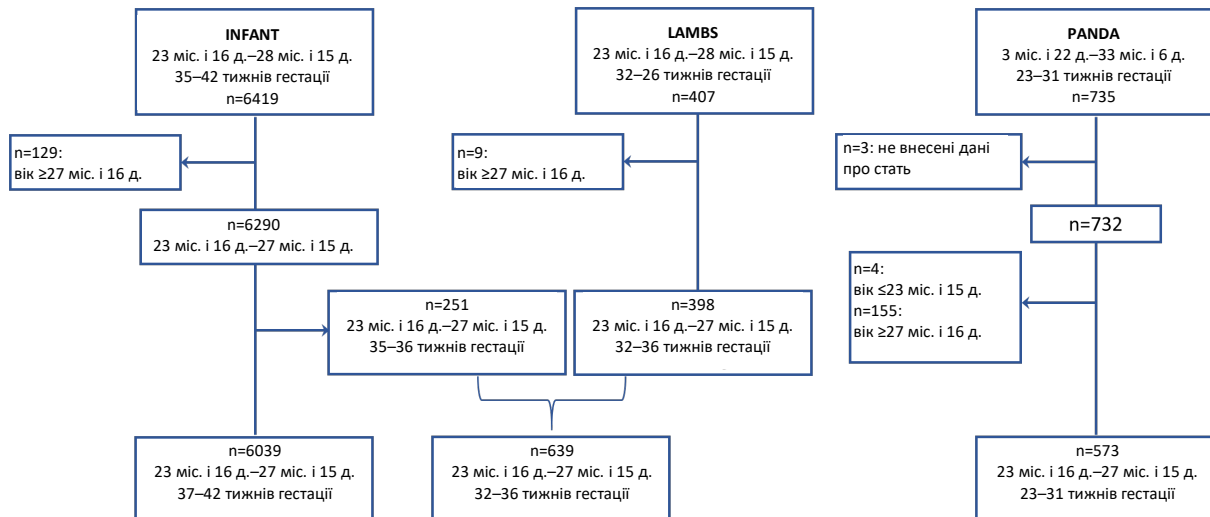 INFANT
23 міс. і 16 д.–28 міс. і 15 д.
35–42 тижнів гестації
n=6419
LAMBS
23 міс. і 16 д.–28 міс. і 15 д.
32–26 тижнів гестації
n=407
PANDA
3 міс. і 22 д.–33 міс. і 6 д.
23–31 тижнів гестації
n=735
n=129:
вік ≥27 міс. і 16 д.
n=9:
вік ≥27 міс. і 16 д.
n=3: не внесені дані
про стать
n=6290
23 міс. і 16 д.–27 міс. і 15 д.
n=732
n=251
23 міс. і 16 д.–27 міс. і 15 д.
35–36 тижнів гестації
n=398
23 міс. і 16 д.–27 міс. і 15 д.
32–36 тижнів гестації
n=4:
вік ≤23 міс. і 15 д.
n=155:
вік ≥27 міс. і 16 д.
n=6039
23 міс. і 16 д.–27 міс. і 15 д.
37–42 тижнів гестації
n=639
23 міс. і 16 д.–27 міс. і 15 д.
32–36 тижнів гестації
n=573
23 міс. і 16 д.–27 міс. і 15 д.
23–31 тижнів гестації